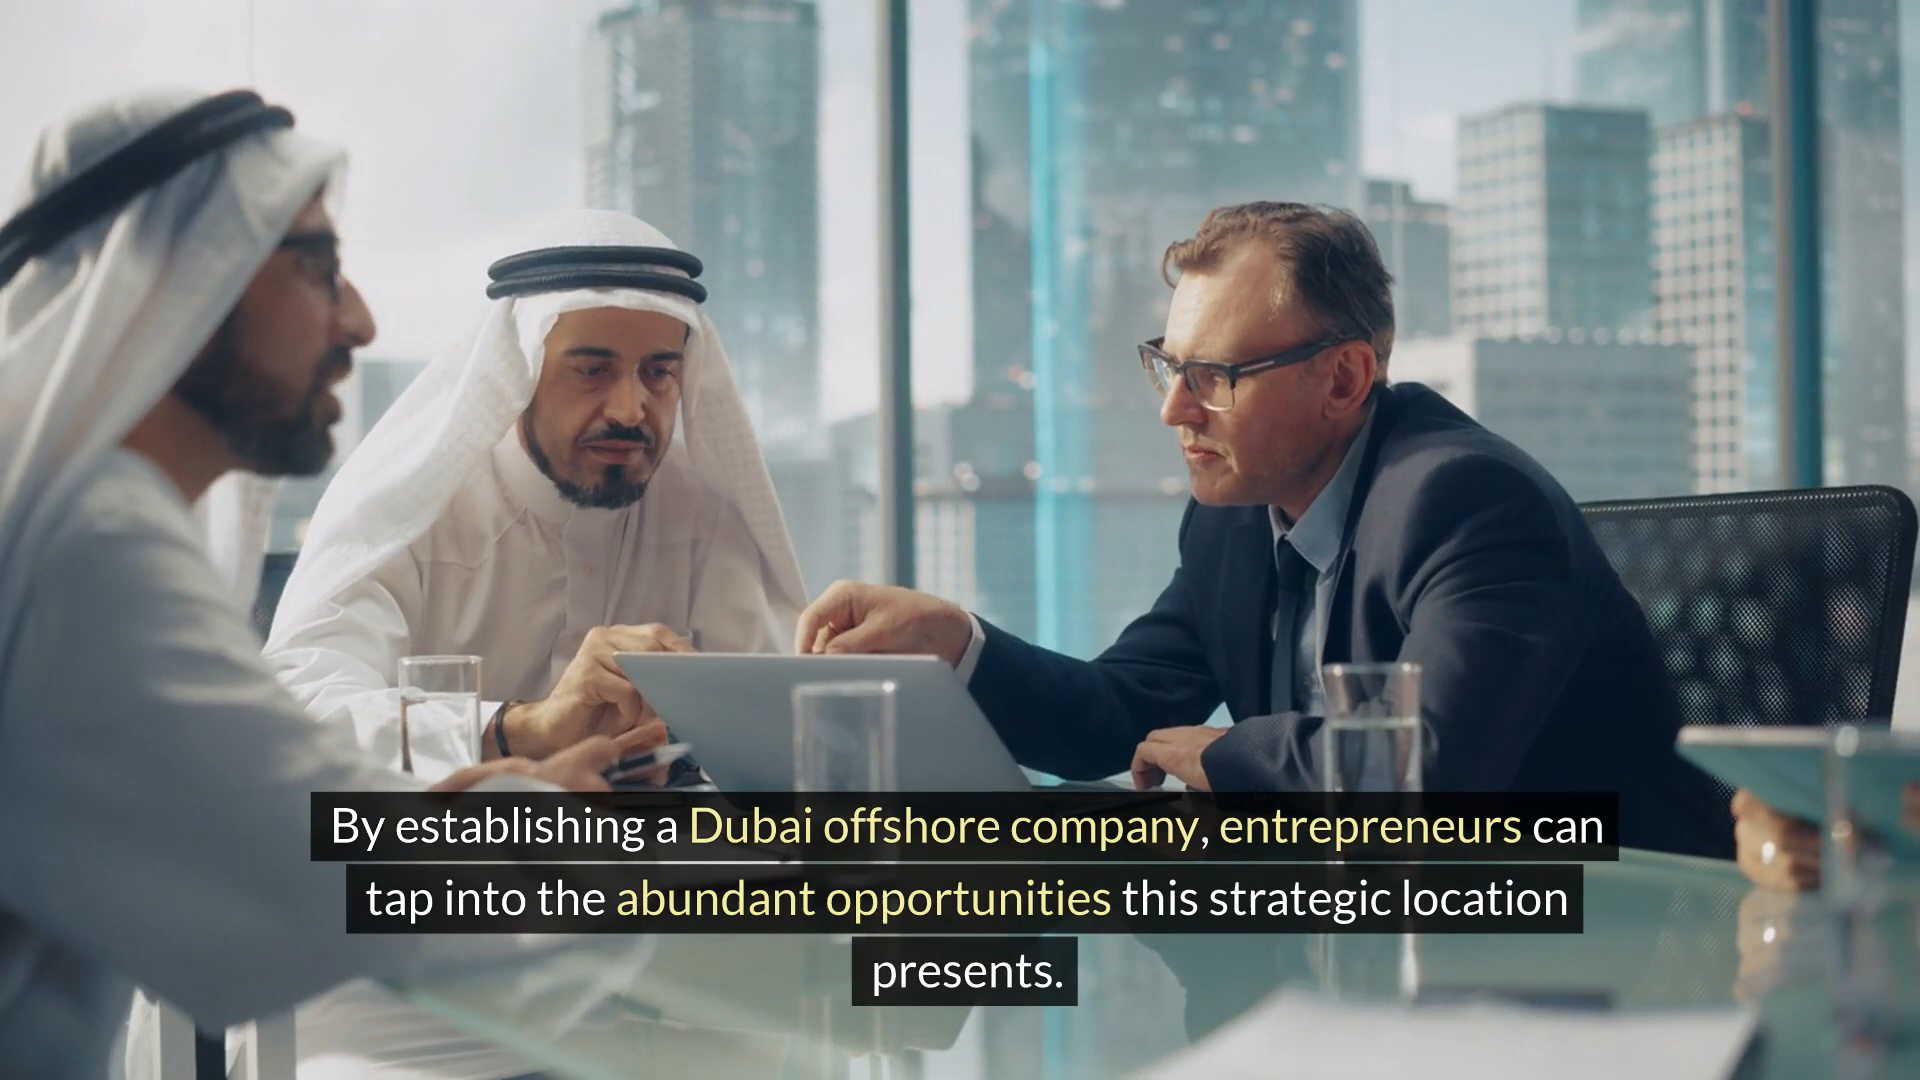 By establishing a Dubai offshore company, entrepreneurs can
tap into the abundant opportunities this strategic location
presents.